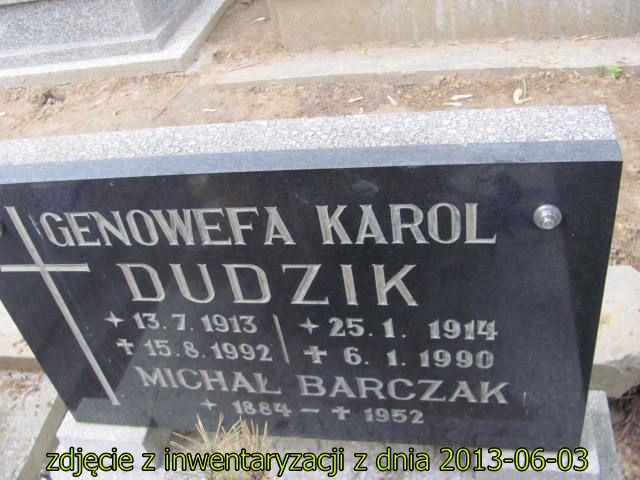 GENOWEFA KAROL
DUDZIK
✦ 13.7.1913 | ✦ 25.1.1914
✝ 15.8.1992 | ✝ 6.1.1990
MICHAŁ BARCZAK
✦ 1884 – ✝ 1952
zdjęcie z inwentaryzacji z dnia 2013-06-03